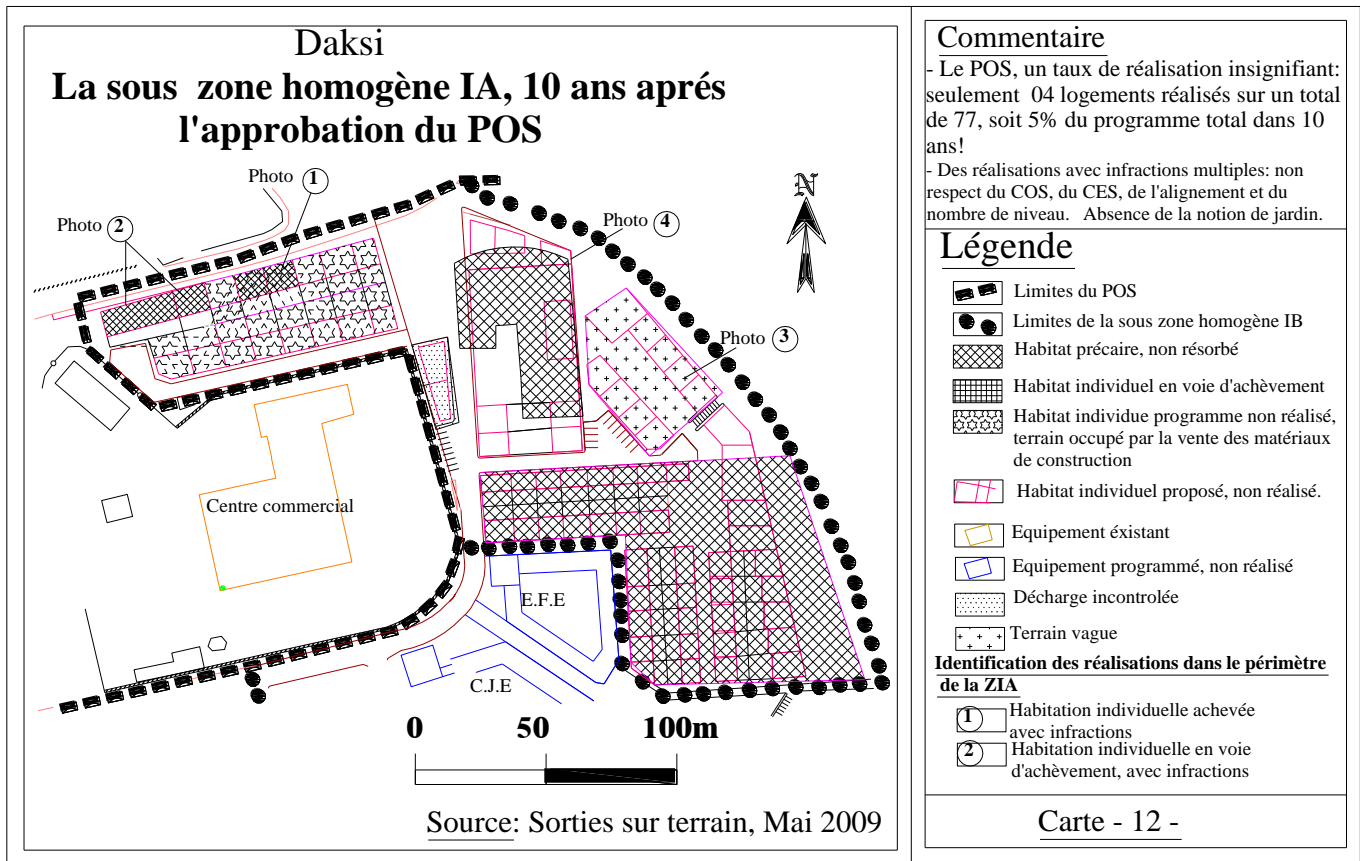 Daksi
La sous zone homogène IA, 10 ans aprés
l'approbation du POS
Photo 1
Photo 2
Photo 4
N
Photo 3
Centre commercial
E.F.E
C.J.E
0 50 100m
Source: Sorties sur terrain, Mai 2009
Commentaire
- Le POS, un taux de réalisation insignifiant:
seulement 04 logements réalisés sur un total
de 77, soit 5% du programme total dans 10
ans!
- Des réalisations avec infractions multiples: non
respect du COS, du CES, de l'alignement et du
nombre de niveau. Absence de la notion de jardin.
Légende
Limites du POS
Limites de la sous zone homogène IB
Habitat précaire, non résorbé
Habitat individuel en voie d'achèvement
Habitat individue programme non réalisé,
terrain occupé par la vente des matériaux
de construction
Habitat individuel proposé, non réalisé.
Equipement éxistant
Equipement programmé, non réalisé
Décharge incontrolée
Terrain vague
Identification des réalisations dans le périmètre
de la ZIA
1 Habitation individuelle achevée
avec infractions
2 Habitation individuelle en voie
d'achèvement, avec infractions
Carte - 12 -